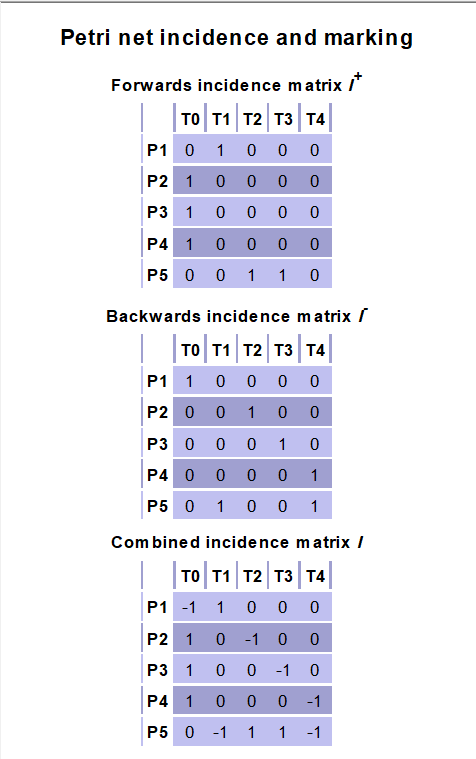 Petri net incidence and marking
Forwards incidence matrix I+
T0 T1 T2 T3 T4
P1 0 1 0 0 0
P2 1 0 0 0 0
P3 1 0 0 0 0
P4 1 0 0 0 0
P5 0 0 1 1 0
Backwards incidence matrix I-
T0 T1 T2 T3 T4
P1 1 0 0 0 0
P2 0 0 1 0 0
P3 0 0 0 1 0
P4 0 0 0 0 1
P5 0 1 0 0 1
Combined incidence matrix I
T0 T1 T2 T3 T4
P1 -1 1 0 0 0
P2 1 0 -1 0 0
P3 1 0 0 -1 0
P4 1 0 0 0 -1
P5 0 -1 1 1 -1